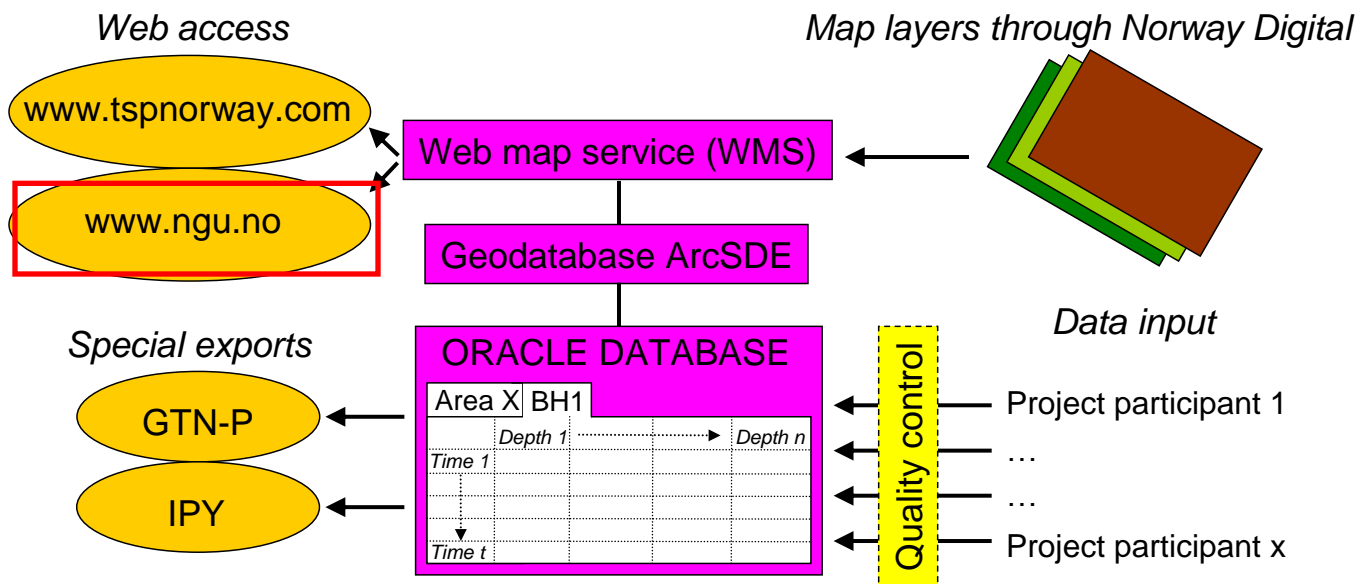 Web access
Map layers through Norway Digital
www.tspnorway.com
Web map service (WMS)
www.ngu.no
Geodatabase ArcSDE
Special exports
ORACLE DATABASE
Data input
Area X BH1
Depth 1 Depth n
Time 1
Time t
GTN-P
IPY
Quality control
Project participant 1
…
…
Project participant x